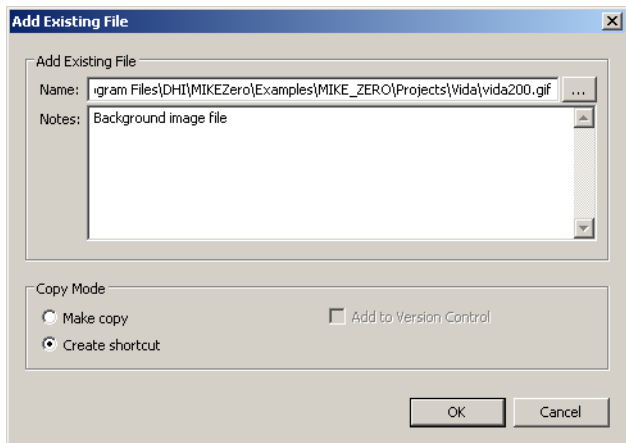 Add Existing File
Add Existing File
Name: gram Files\DHI\MIKEZero\Examples\MIKE_ZERO\Projects\Vida\vida200.gif ...
Notes: Background image file
Copy Mode
Make copy Add to Version Control
Create shortcut
OK Cancel